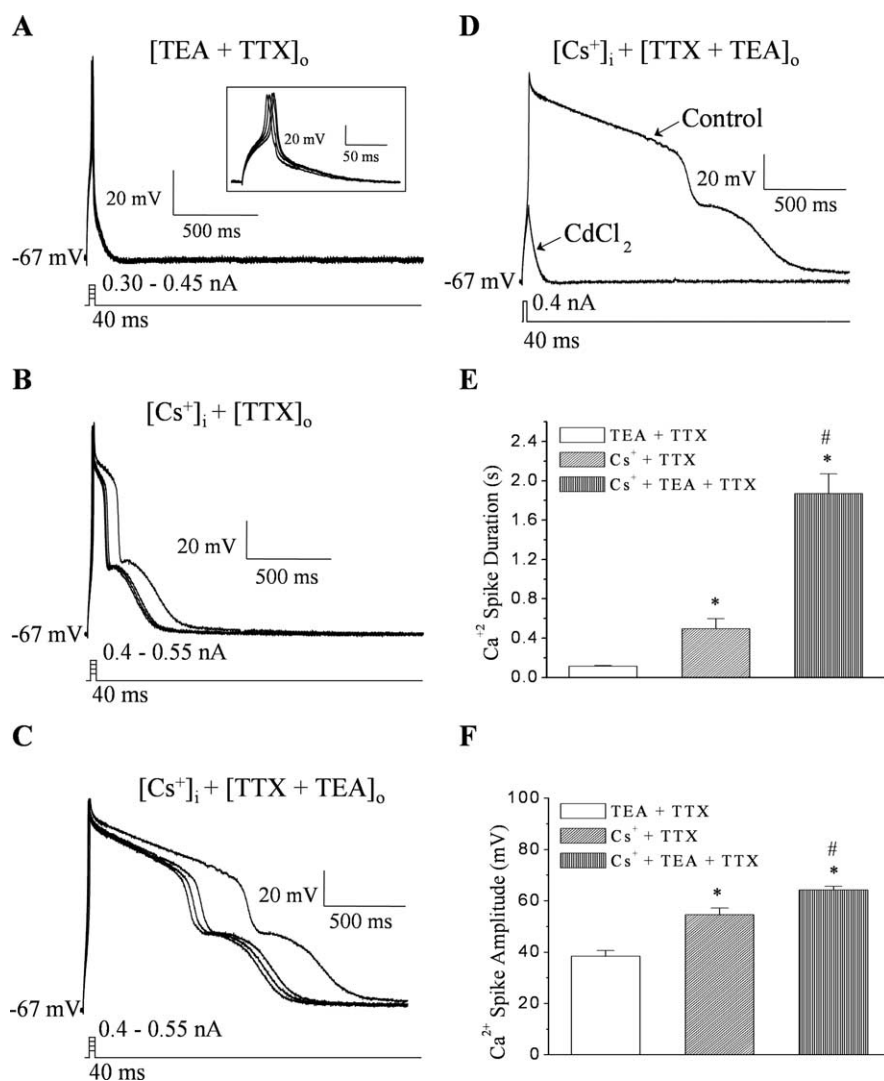 A
[TEA + TTX]ₒ
20 mV
50 ms
20 mV
500 ms
-67 mV
0.30 - 0.45 nA
40 ms
B
[Cs⁺]ᵢ + [TTX]ₒ
20 mV
500 ms
-67 mV
0.4 - 0.55 nA
40 ms
C
[Cs⁺]ᵢ + [TTX + TEA]ₒ
20 mV
500 ms
-67 mV
0.4 - 0.55 nA
40 ms
D
[Cs⁺]ᵢ + [TTX + TEA]ₒ
Control
20 mV
500 ms
CdCl₂
-67 mV
0.4 nA
40 ms
E
Ca⁺² Spike Duration (s)
2.4
2.0
1.6
1.2
0.8
0.4
0.0
TEA + TTX
Cs⁺ + TTX
Cs⁺ + TEA + TTX
*
#
*
F
Ca²⁺ Spike Amplitude (mV)
100
80
60
40
20
0
TEA + TTX
Cs⁺ + TTX
Cs⁺ + TEA + TTX
*
#
*